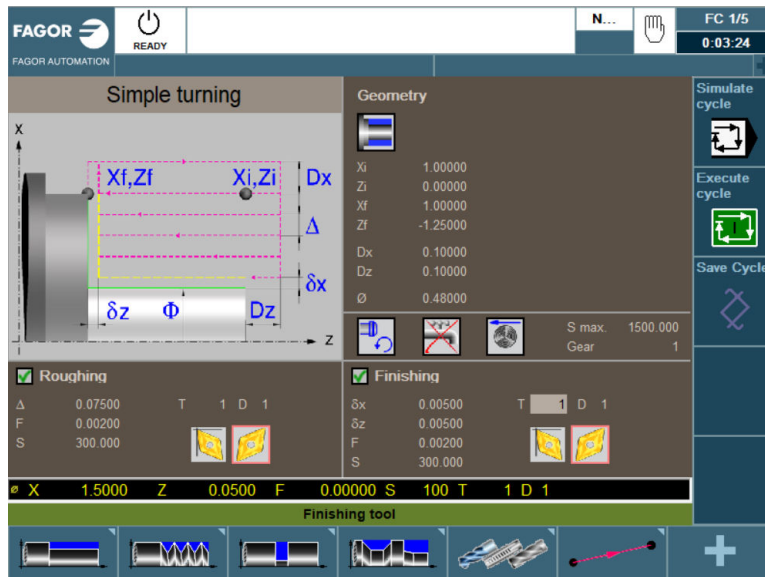 FAGOR
FAGOR AUTOMATION
READY
N...
FC 1/5
0:03:24
Simple turning
X
Xf,Zf
Xi,Zi
Dx
Δ
δx
δz
Φ
Dz
Z
Geometry
Xi 1.00000
Zi 0.00000
Xf 1.00000
Zf -1.25000
Dx 0.10000
Dz 0.10000
Ø 0.48000
S max. 1500.000
Gear 1
Roughing
Δ 0.07500 T 1 D 1
F 0.00200
S 300.000
Finishing
δx 0.00500 T 1 D 1
δz 0.00500
F 0.00200
S 300.000
ø X 1.5000 Z 0.0500 F 0.00000 S 100 T 1 D 1
Finishing tool
Simulate
cycle
Execute
cycle
Save Cycle